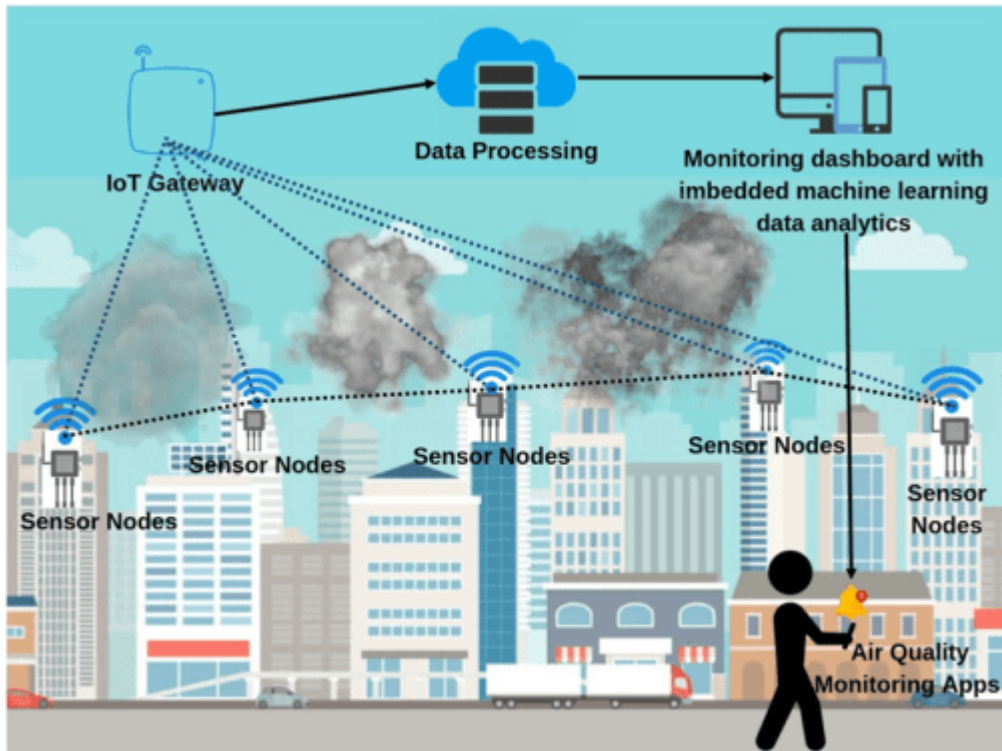 IoT Gateway
Data Processing
Monitoring dashboard with
imbedded machine learning
data analytics
Sensor Nodes
Sensor Nodes
Sensor Nodes
Sensor Nodes
Sensor
Nodes
Air Quality
Monitoring Apps